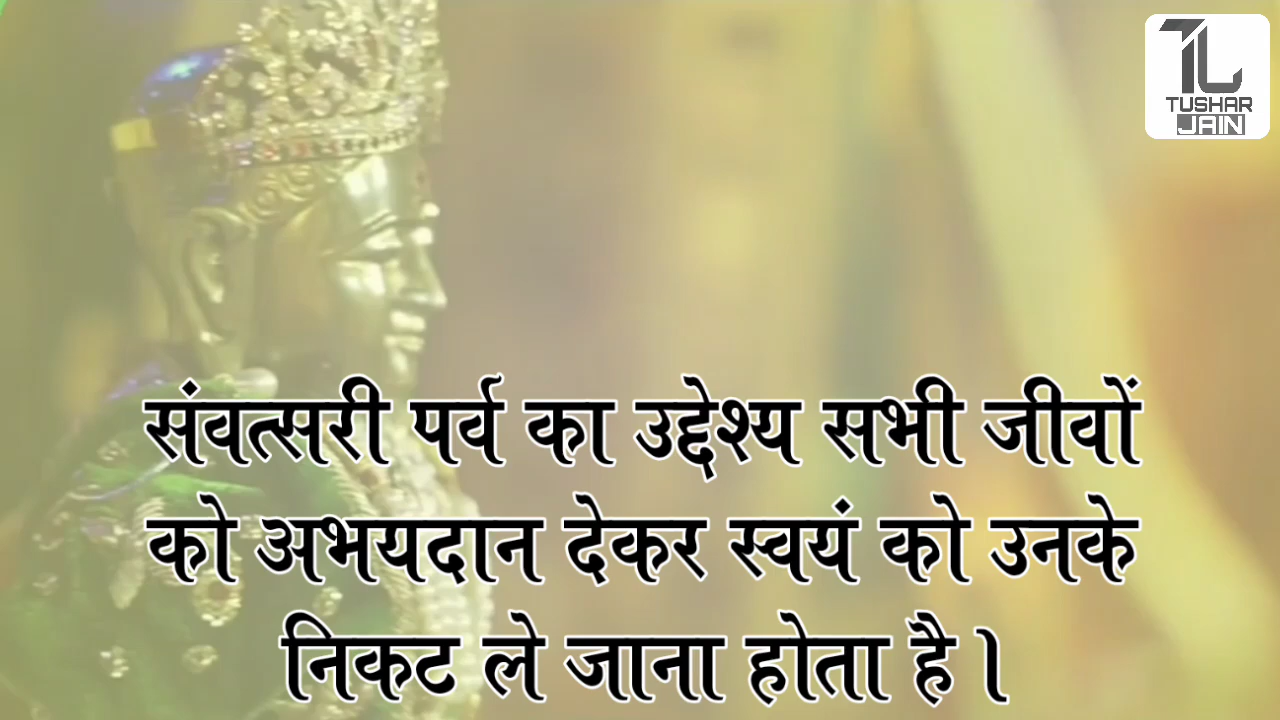 TUSHAR
JAIN
संवत्सरी पर्व का उद्देश्य सभी जीवों
को अभयदान देकर स्वयं को उनके
निकट ले जाना होता है।